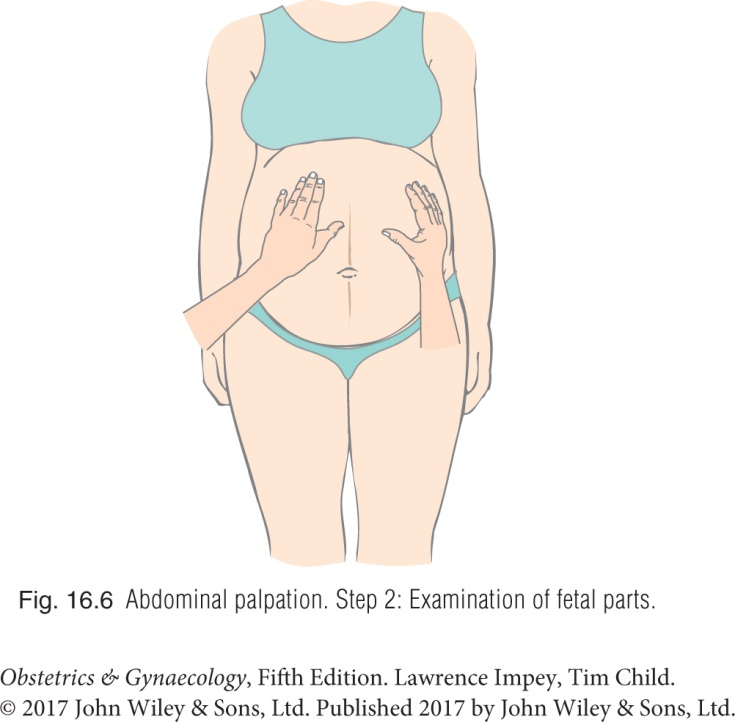 Fig. 16.6 Abdominal palpation. Step 2: Examination of fetal parts.
Obstetrics & Gynaecology, Fifth Edition. Lawrence Impey, Tim Child.
© 2017 John Wiley & Sons, Ltd. Published 2017 by John Wiley & Sons, Ltd.